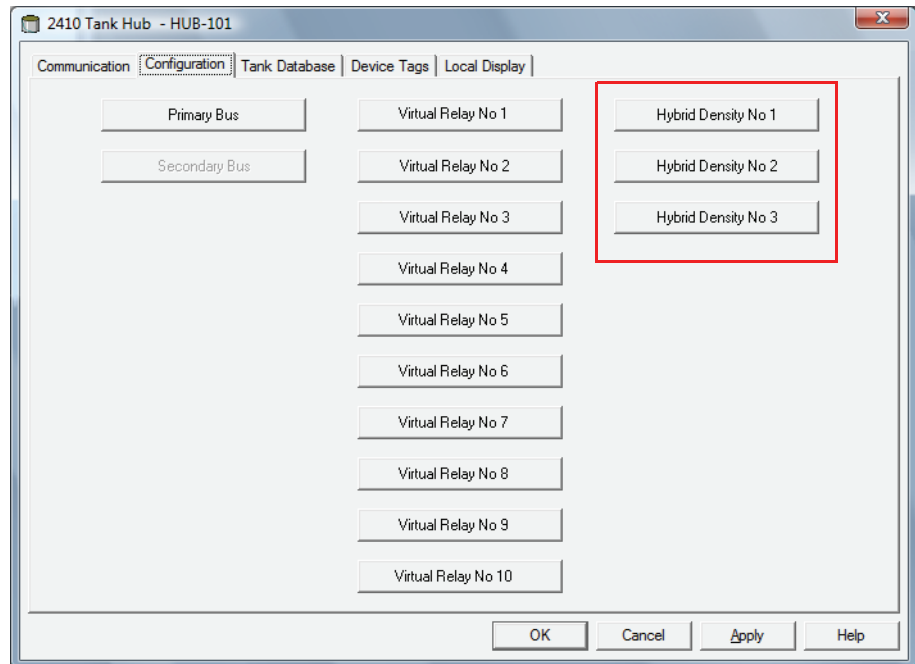 2410 Tank Hub - HUB-101
Communication Configuration Tank Database Device Tags Local Display
Primary Bus
Secondary Bus
Virtual Relay No 1
Virtual Relay No 2
Virtual Relay No 3
Virtual Relay No 4
Virtual Relay No 5
Virtual Relay No 6
Virtual Relay No 7
Virtual Relay No 8
Virtual Relay No 9
Virtual Relay No 10
Hybrid Density No 1
Hybrid Density No 2
Hybrid Density No 3
OK Cancel Apply Help